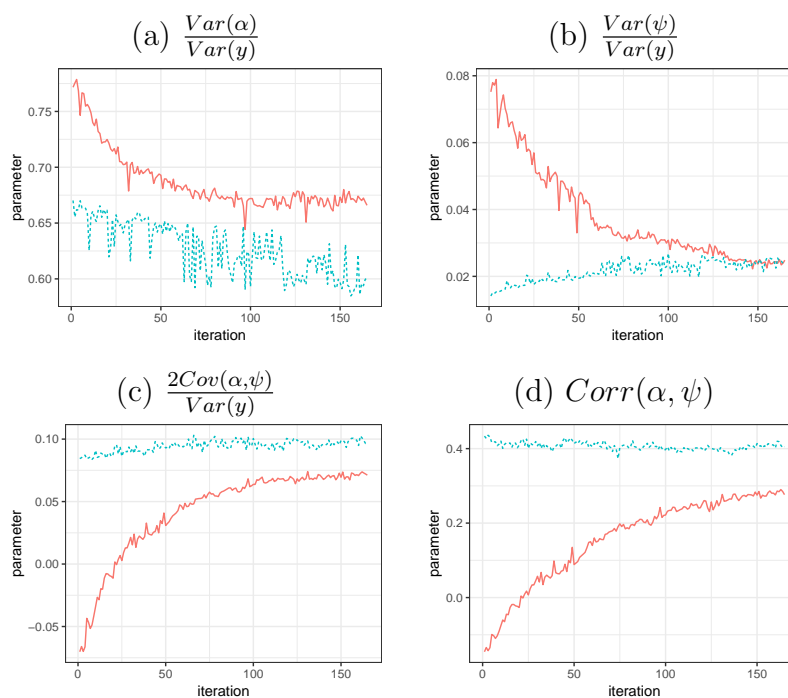 (a) Var(α)/Var(y)
(b) Var(ψ)/Var(y)
0.75
0.70
0.65
0.60
parameter
0 50 100 150
iteration
0.08
0.06
0.04
0.02
parameter
0 50 100 150
iteration
(c) 2Cov(α,ψ)/Var(y)
(d) Corr(α, ψ)
0.10
0.05
0.00
−0.05
parameter
0 50 100 150
iteration
0.4
0.2
0.0
parameter
0 50 100 150
iteration